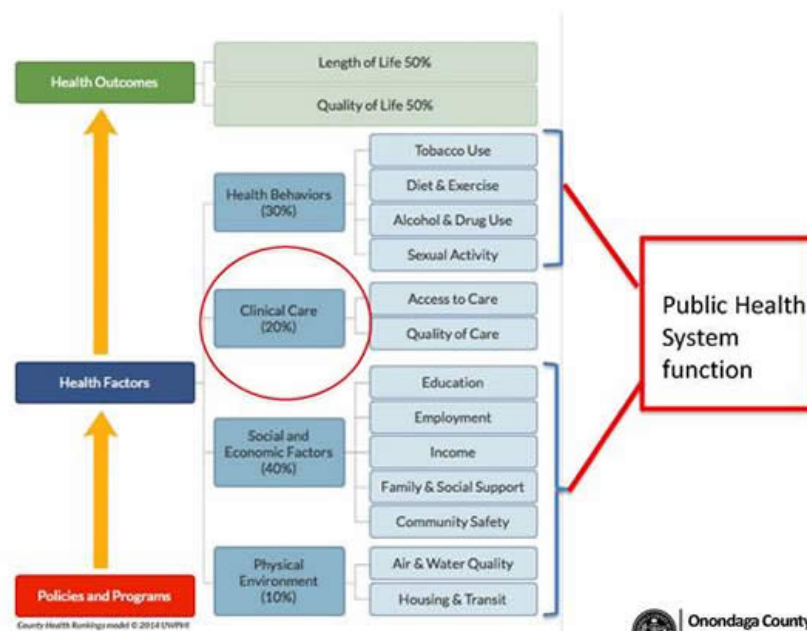 Health Outcomes
Length of Life 50%
Quality of Life 50%
Health Behaviors
(30%)
Tobacco Use
Diet & Exercise
Alcohol & Drug Use
Sexual Activity
Clinical Care
(20%)
Access to Care
Quality of Care
Health Factors
Social and
Economic Factors
(40%)
Education
Employment
Income
Family & Social Support
Community Safety
Physical
Environment
(10%)
Air & Water Quality
Housing & Transit
Policies and Programs
County Health Rankings model © 2014 UWPHI
Public Health
System
function
Onondaga County